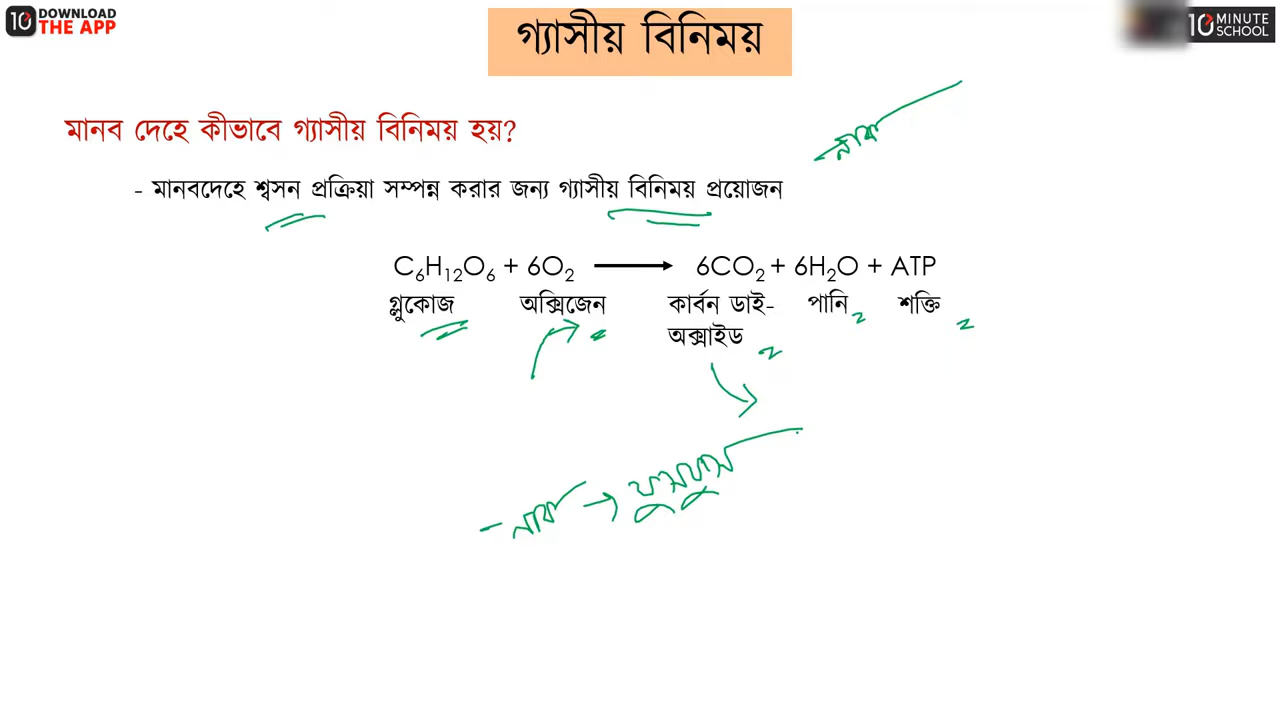 DOWNLOAD
THE APP
গ্যাসীয় বিনিময়
10 MINUTE
SCHOOL
মানব দেহে কীভাবে গ্যাসীয় বিনিময় হয়?
নাক
- মানবদেহে শ্বসন প্রক্রিয়া সম্পন্ন করার জন্য গ্যাসীয় বিনিময় প্রয়োজন
C₆H₁₂O₆ + 6O₂ ⟶ 6CO₂ + 6H₂O + ATP
গ্লুকোজ অক্সিজেন কার্বন ডাই- পানি শক্তি
অক্সাইড
- নাক → ফুসফুস